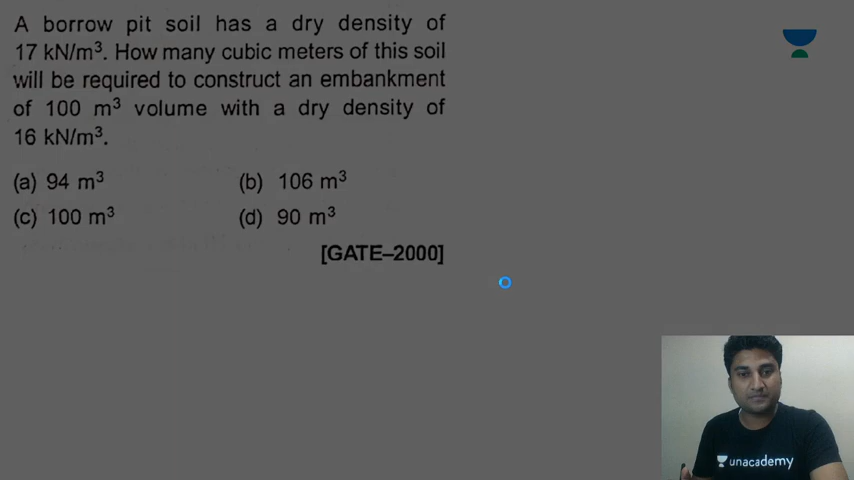 A borrow pit soil has a dry density of
17 kN/m³. How many cubic meters of this soil
will be required to construct an embankment
of 100 m³ volume with a dry density of
16 kN/m³.
(a) 94 m³ (b) 106 m³
(c) 100 m³ (d) 90 m³
[GATE–2000]
unacademy